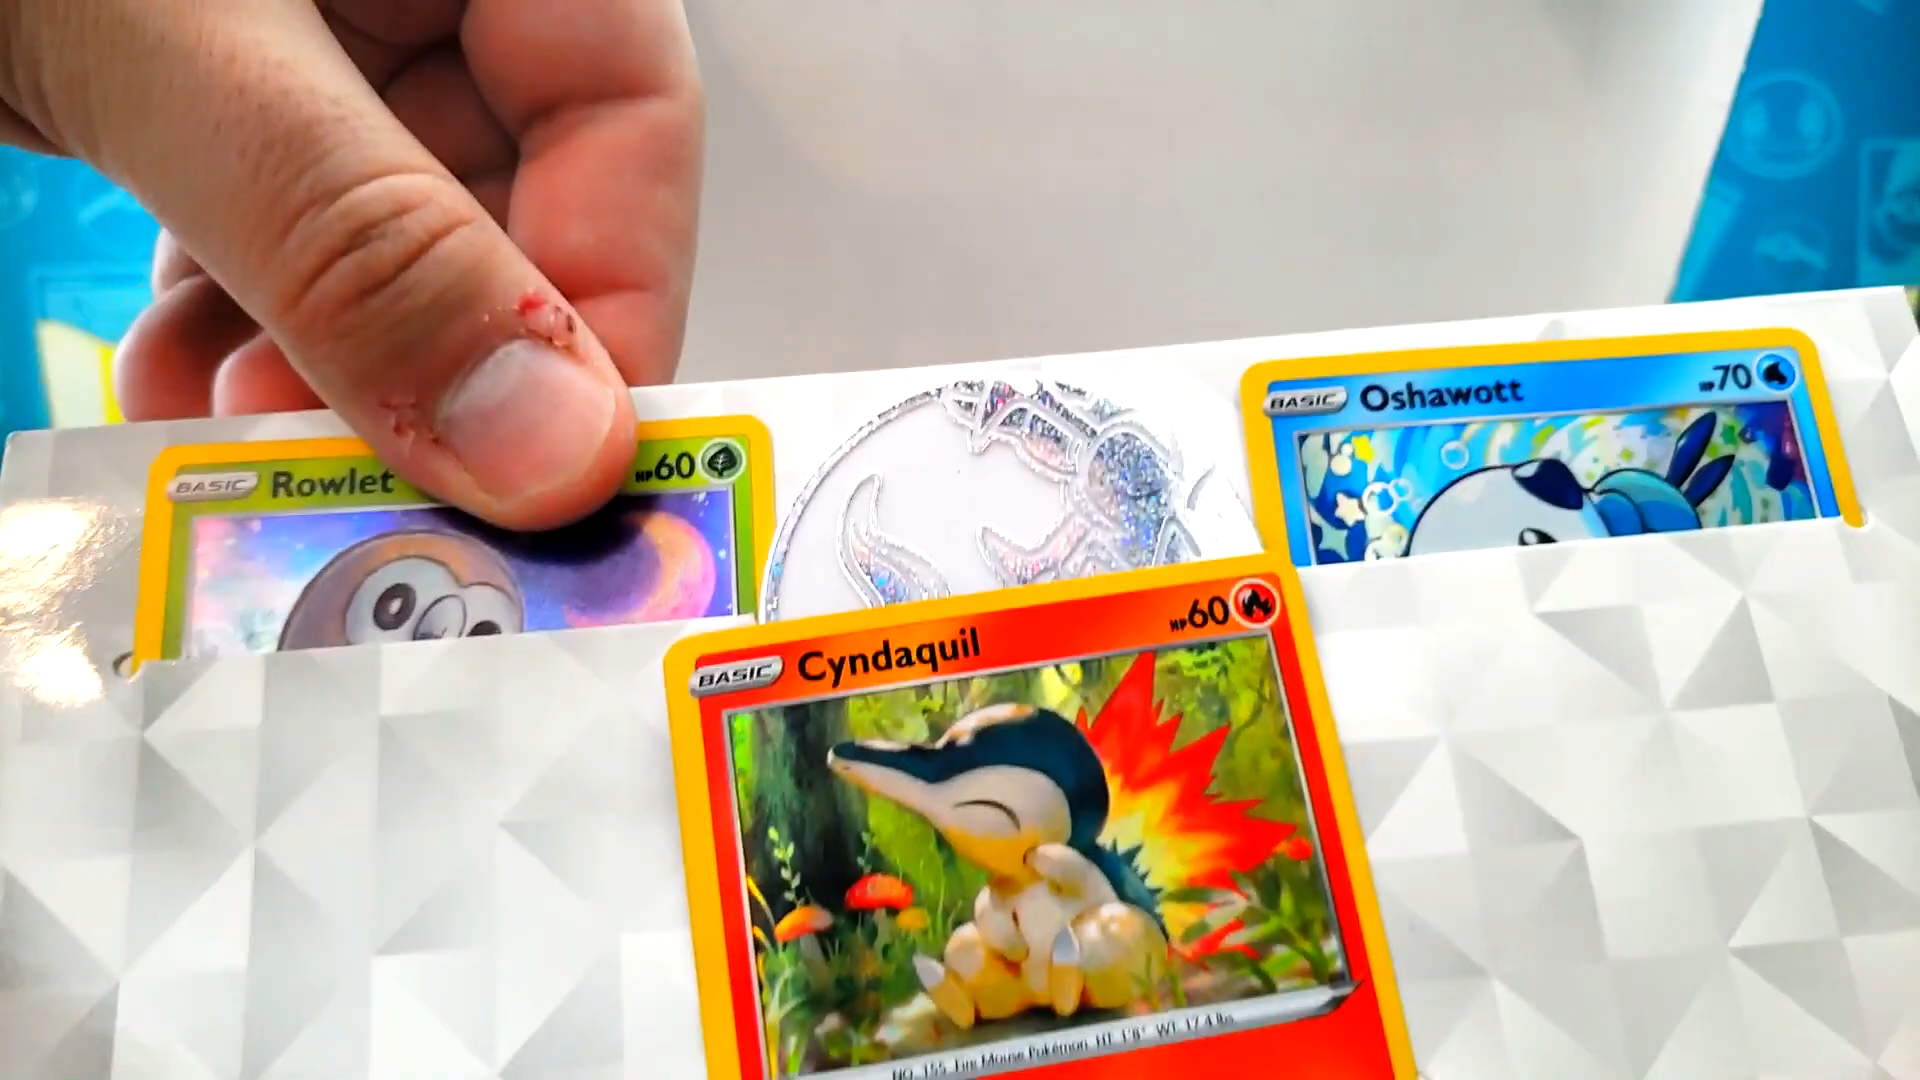 BASIC Rowlet HP60
BASIC Oshawott HP70
BASIC Cyndaquil HP60
NO. 155 Fire Mouse Pokémon HT: 1'8" WT: 17.4 lbs.